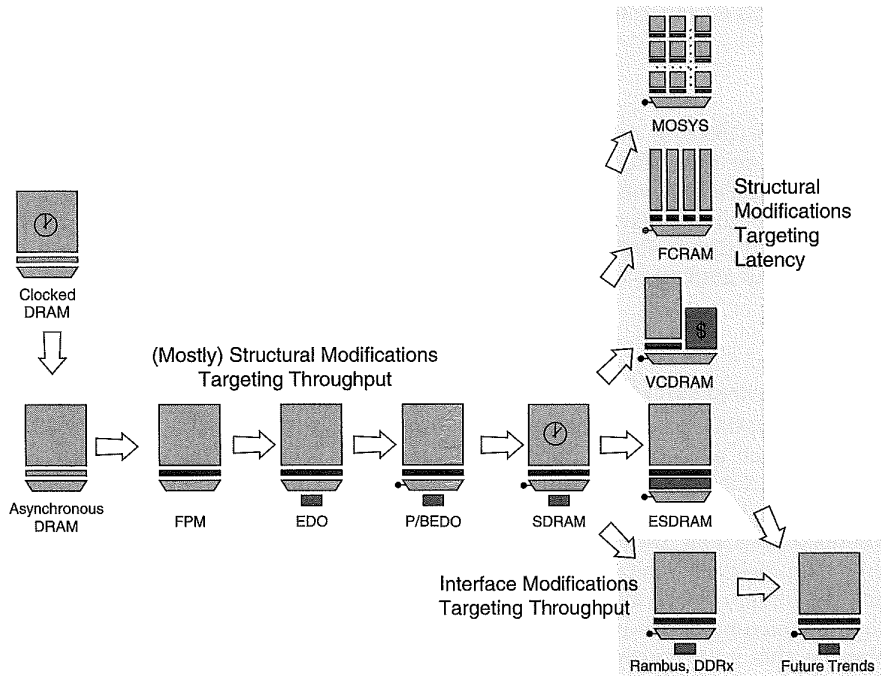 MOSYS
FCRAM
Structural
Modifications
Targeting
Latency
Clocked
DRAM
$
VCDRAM
(Mostly) Structural Modifications
Targeting Throughput
Asynchronous
DRAM
FPM
EDO
P/BEDO
SDRAM
ESDRAM
Interface Modifications
Targeting Throughput
Rambus, DDRx
Future Trends